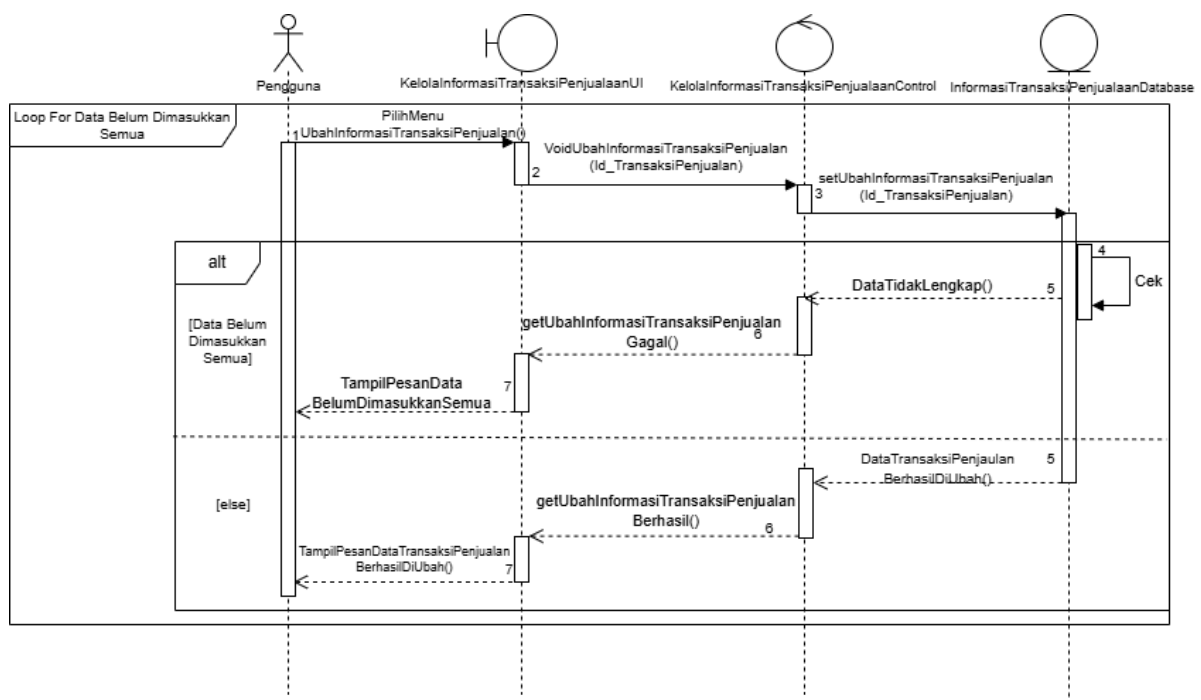 Pengguna
KelolaInformasiTransaksiPenjualaanUI
KelolaInformasiTransaksiPenjualaanControl
InformasiTransaksiPenjualaanDatabase
Loop For Data Belum Dimasukkan
Semua
1
PilihMenu
UbahInformasiTransaksiPenjualan()
2
VoidUbahInformasiTransaksiPenjualan
(Id_TransaksiPenjualan)
3
setUbahInformasiTransaksiPenjualan
(Id_TransaksiPenjualan)
alt
4
Cek
[Data Belum
Dimasukkan
Semua]
DataTidakLengkap()
5
getUbahInformasiTransaksiPenjualan
Gagal()
6
TampilPesanData
BelumDimasukkanSemua
7
[else]
DataTransaksiPenjaulan
BerhasilDiUbah()
5
getUbahInformasiTransaksiPenjualan
Berhasil()
6
TampilPesanDataTransaksiPenjualan
BerhasilDiUbah()
7